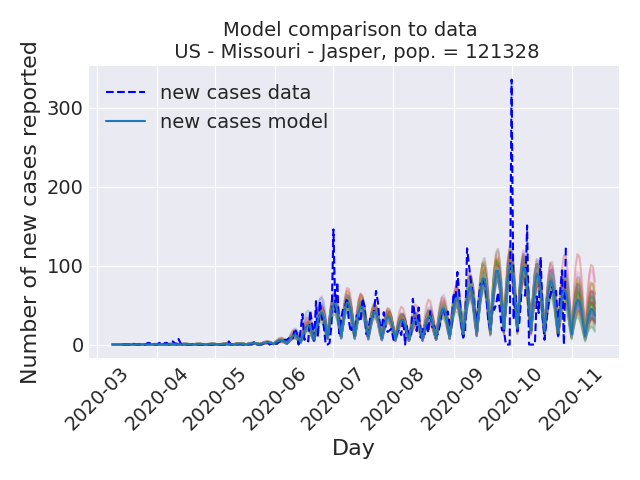 Model comparison to data
US - Missouri - Jasper, pop. = 121328
Number of new cases reported
300
200
100
0
new cases data
new cases model
2020-03
2020-04
2020-05
2020-06
2020-07
2020-08
2020-09
2020-10
2020-11
Day